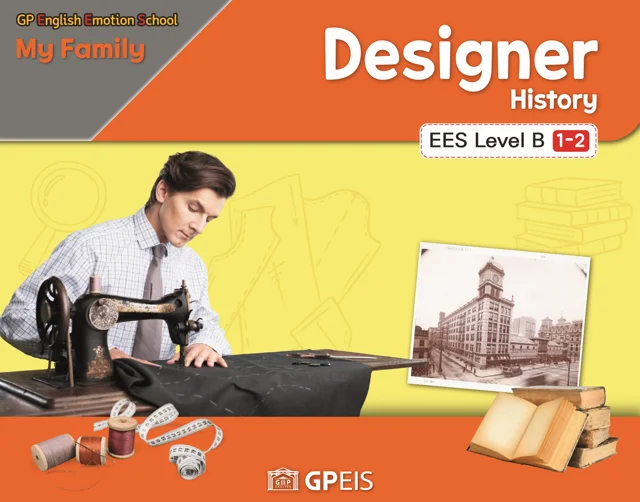 GP English Emotion School
My Family
Designer
History
EES Level B 1-2
GPEIS